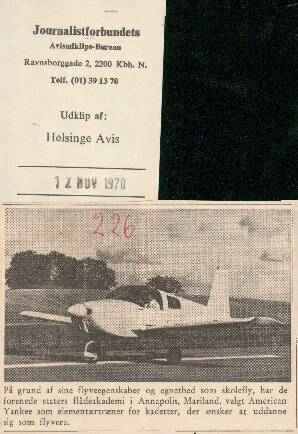 Journalistforbundets
Avisudklips-Bureau
Ravnsborggade 2, 2200 Kbh. N.
Telf. (01) 39 13 70
Udklip af:
Helsinge Avis
12 NOV 1970
226
På grund af sine flyveegenskaber og egnethed som skolefly, har de
forenede staters flådeakademi i Annapolis, Mariland, valgt American
Yankee som elementærtræner for kadetter, der ønsker at uddanne
sig som flyvere.